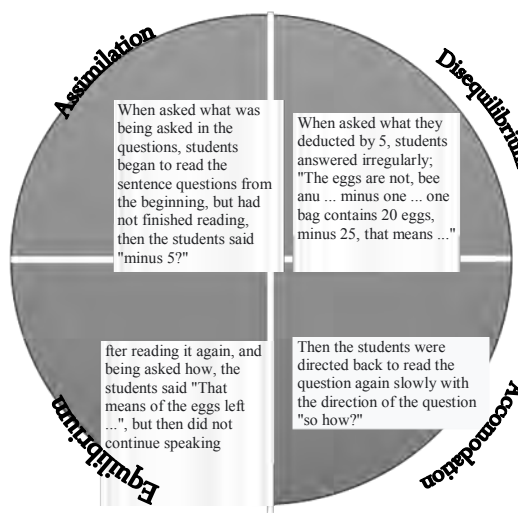 Assimilation
When asked what was
being asked in the
questions, students
began to read the
sentence questions from
the beginning, but had
not finished reading,
then the students said
"minus 5?"
Disequilibrium
When asked what they
deducted by 5, students
answered irregularly;
"The eggs are not, bee
anu ... minus one ... one
bag contains 20 eggs,
minus 25, that means ..."
fter reading it again, and
being asked how, the
students said "That
means of the eggs left
...", but then did not
continue speaking
Equilibrium
Then the students were
directed back to read the
question again slowly with
the direction of the question
"so how?"
Accomodation